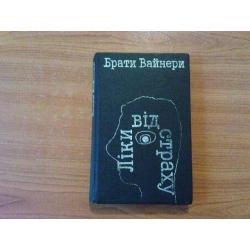 Брати Вайнери
Ліки від
страху